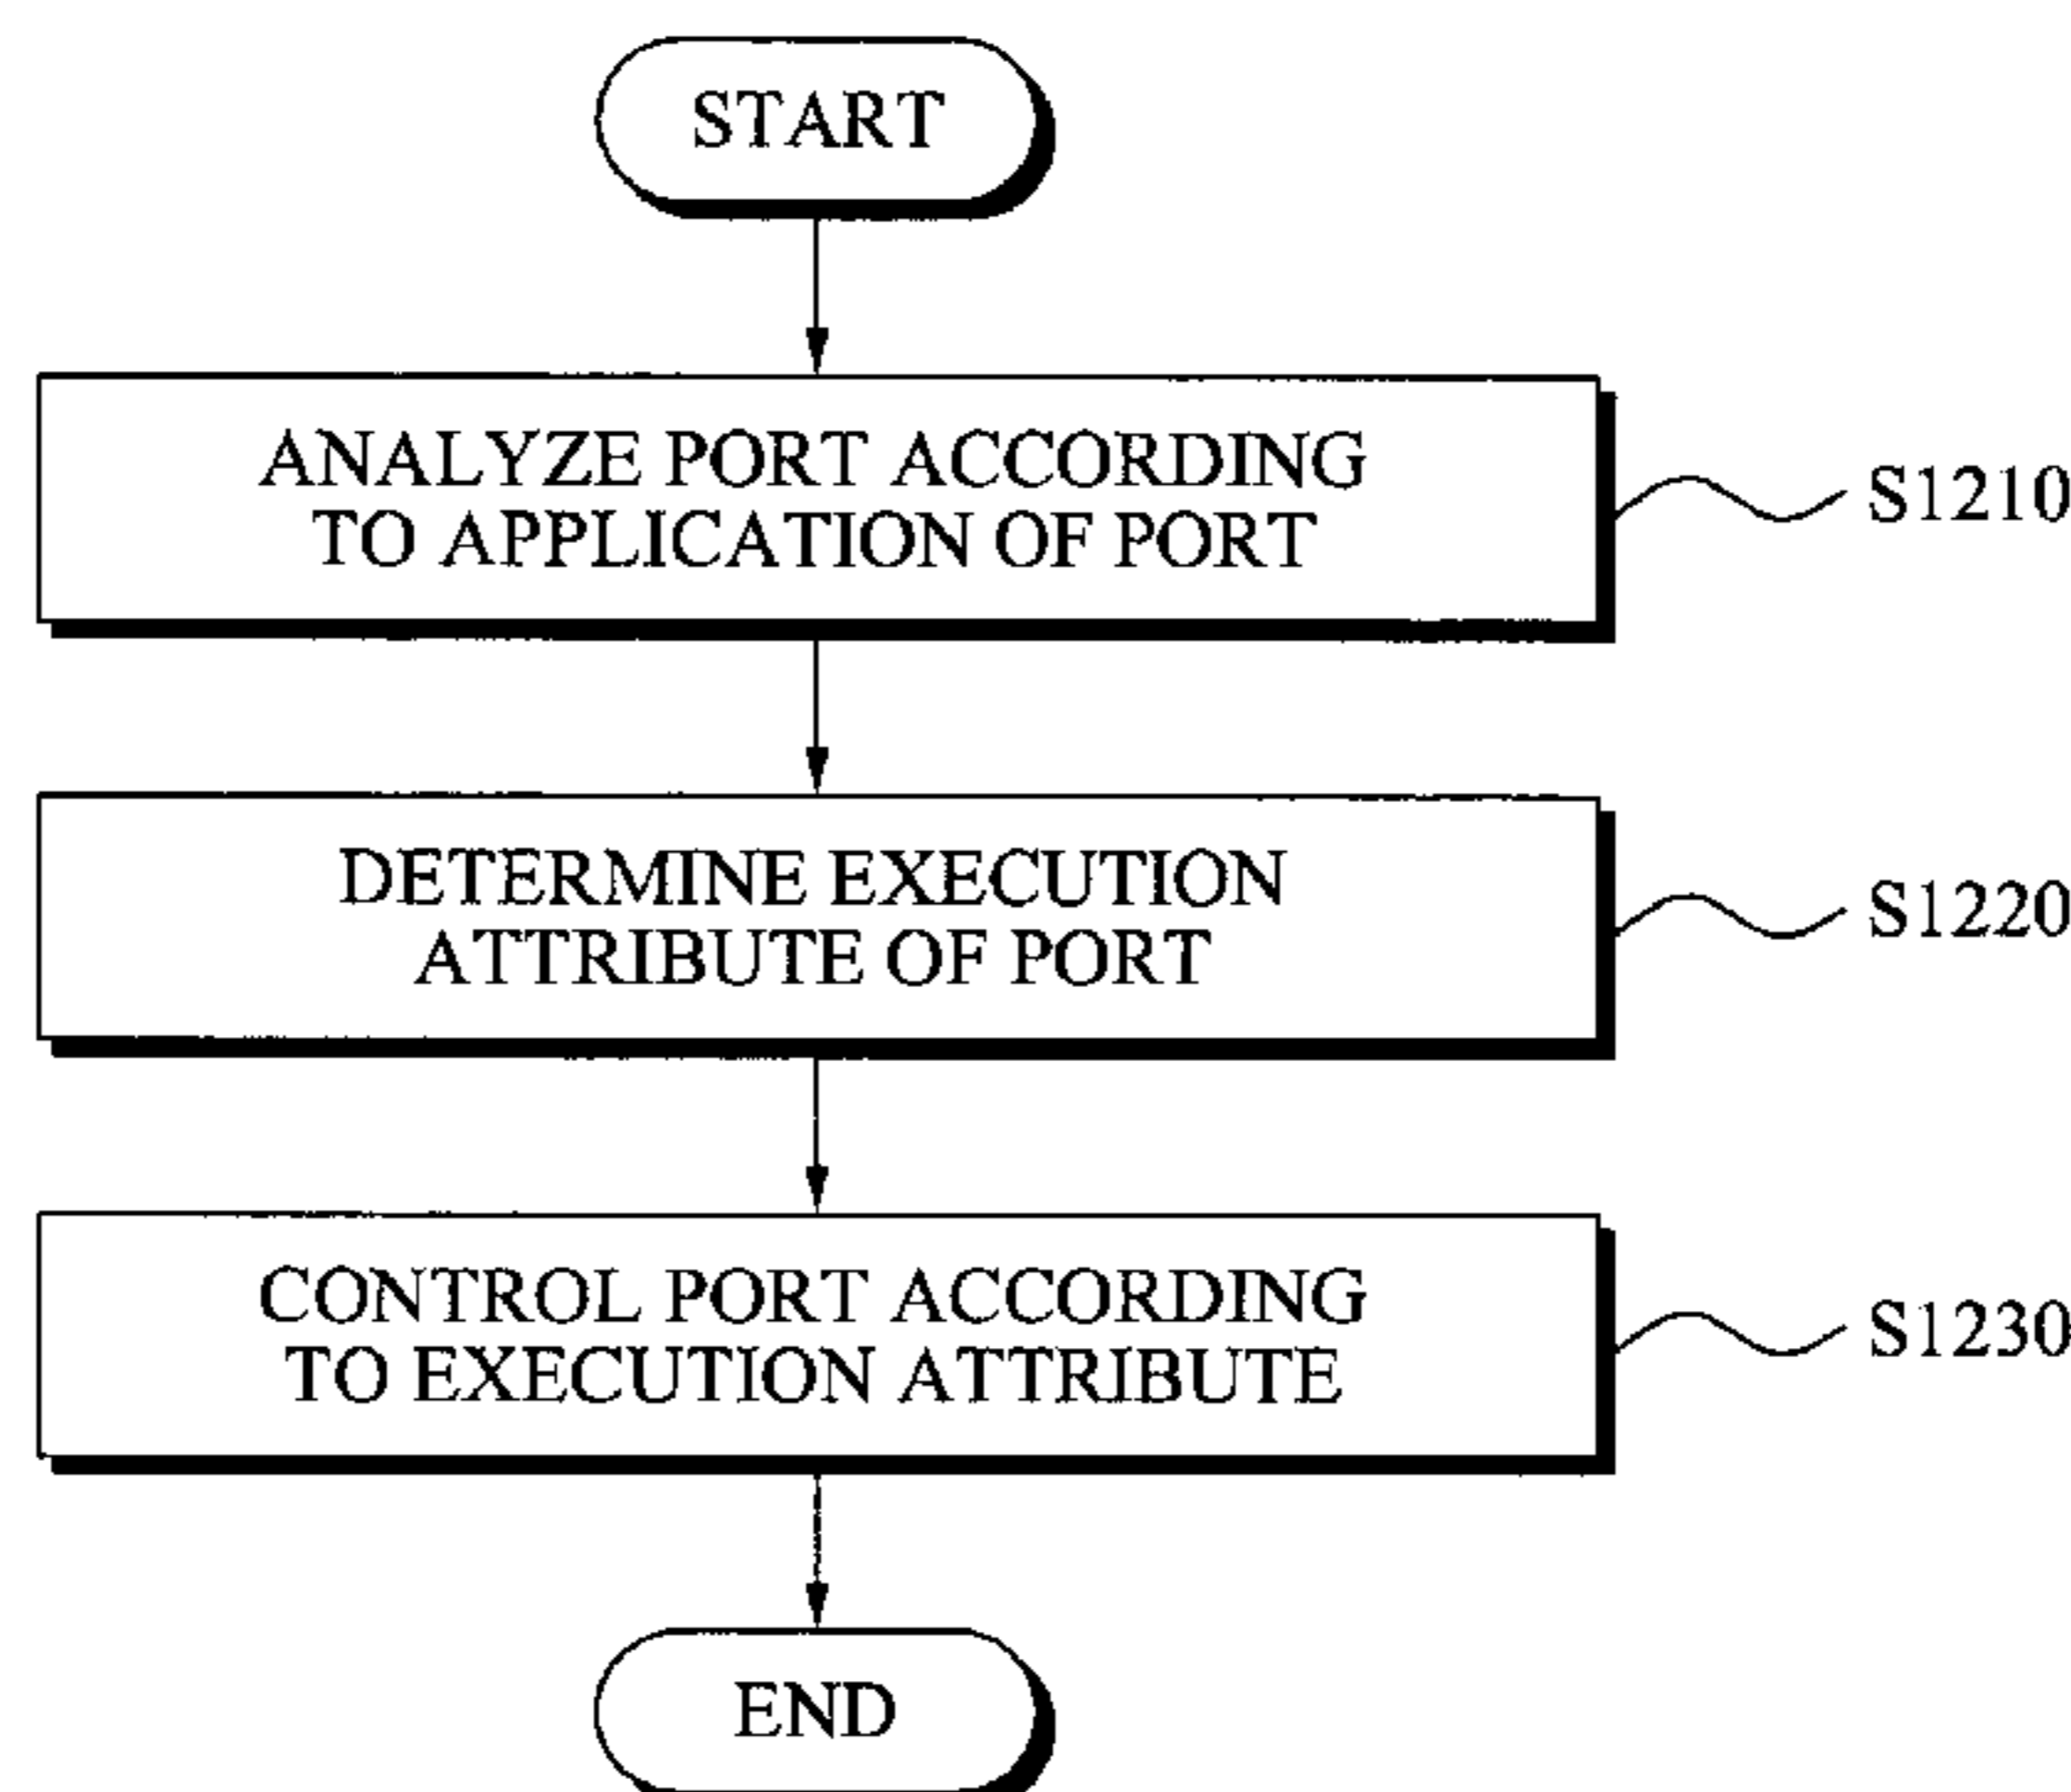 START
ANALYZE PORT ACCORDING
TO APPLICATION OF PORT
S1210
DETERMINE EXECUTION
ATTRIBUTE OF PORT
S1220
CONTROL PORT ACCORDING
TO EXECUTION ATTRIBUTE
S1230
END